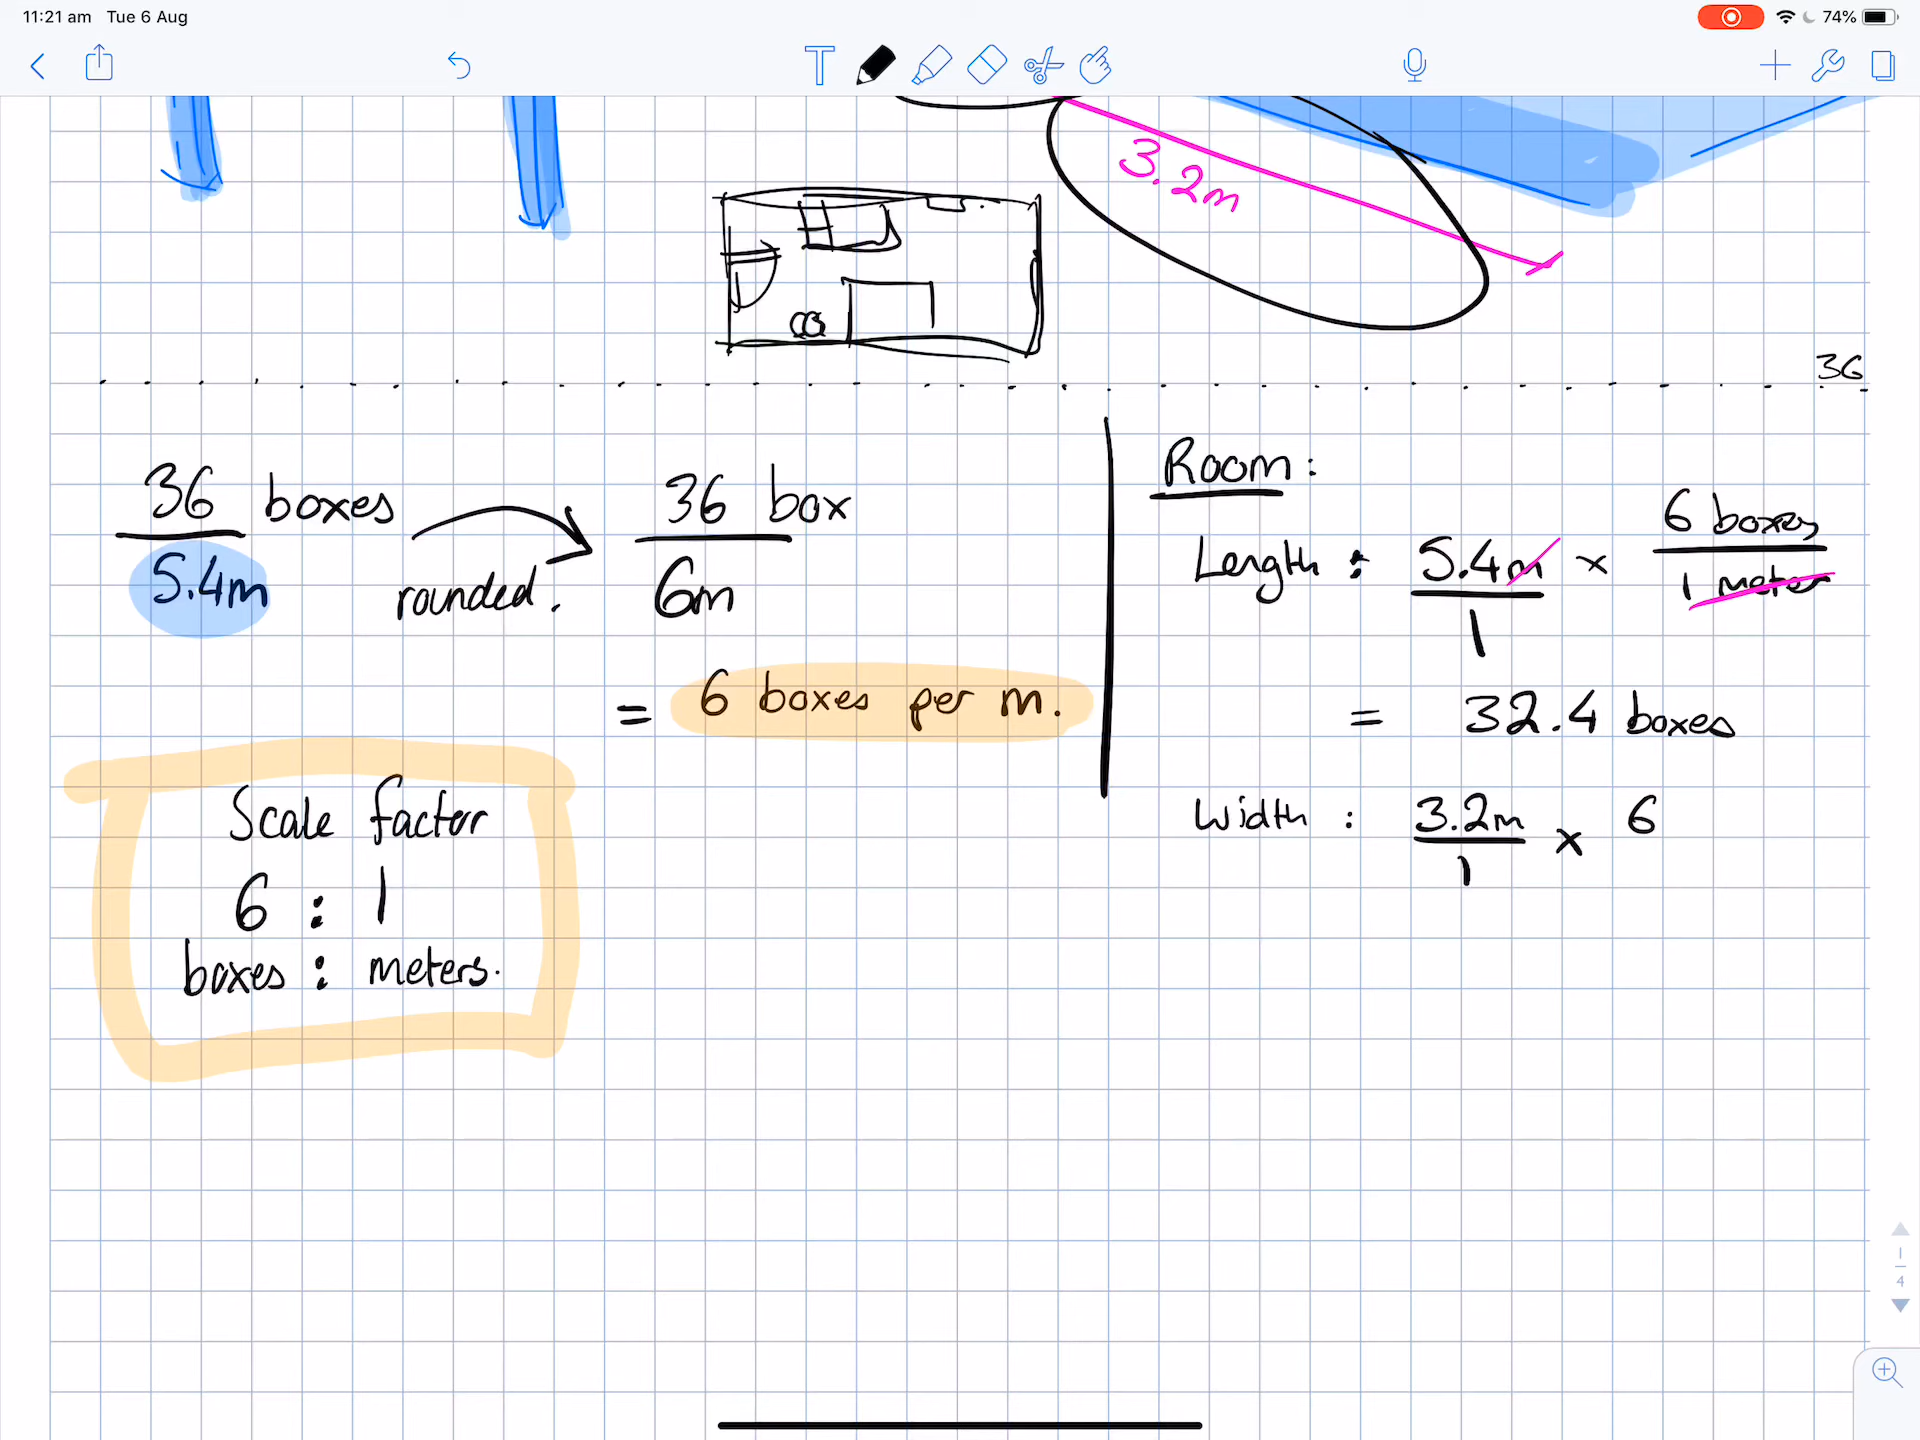 11:21 am Tue 6 Aug
74%
T
3.2m
36
36 boxes
5.4m
rounded.
36 box
6m
= 6 boxes per m.
Scale factor
6 : 1
boxes : meters.
Room:
Length : 5.4m × 6 boxes
1 1 meter
= 32.4 boxes
Width : 3.2m × 6
1
1
4